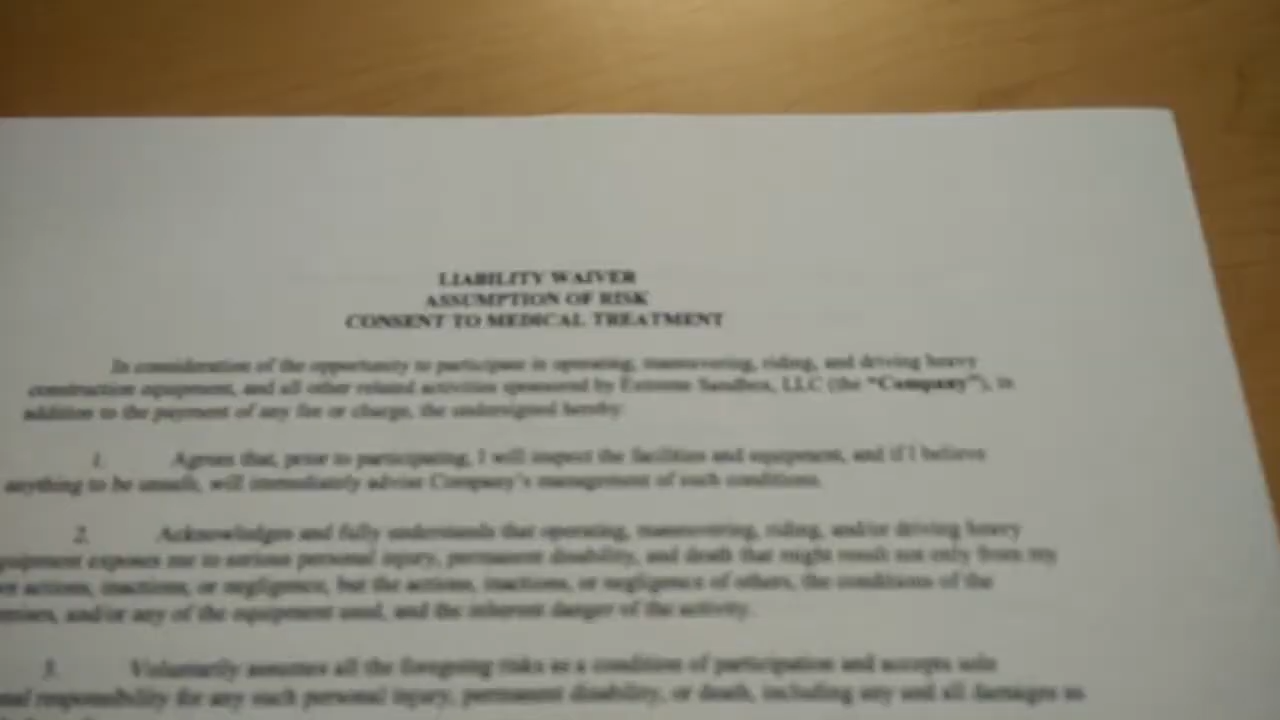 LIABILITY WAIVER
ASSUMPTION OF RISK
CONSENT TO MEDICAL TREATMENT
In consideration of the opportunity to participate in operating, maneuvering, riding, and driving heavy
construction equipment, and all other related activities sponsored by Extreme Sandbox, LLC (the “Company”), in
addition to the payment of any fee or charge, the undersigned hereby:
1. Agrees that, prior to participating, I will inspect the facilities and equipment, and if I believe
anything to be unsafe, will immediately advise Company's management of such conditions.
2. Acknowledges and fully understands that operating, maneuvering, riding, and/or driving heavy
equipment exposes me to serious personal injury, permanent disability, and death that might result not only from my
actions, inactions, or negligence, but the actions, inactions, or negligence of others, the conditions of the
and/or any of the equipment used, and the inherent danger of the activity.
3. Voluntarily assumes all the foregoing risks as a condition of participation and accepts sole
responsibility for any such personal injury, permanent disability, or death, including any and all damages